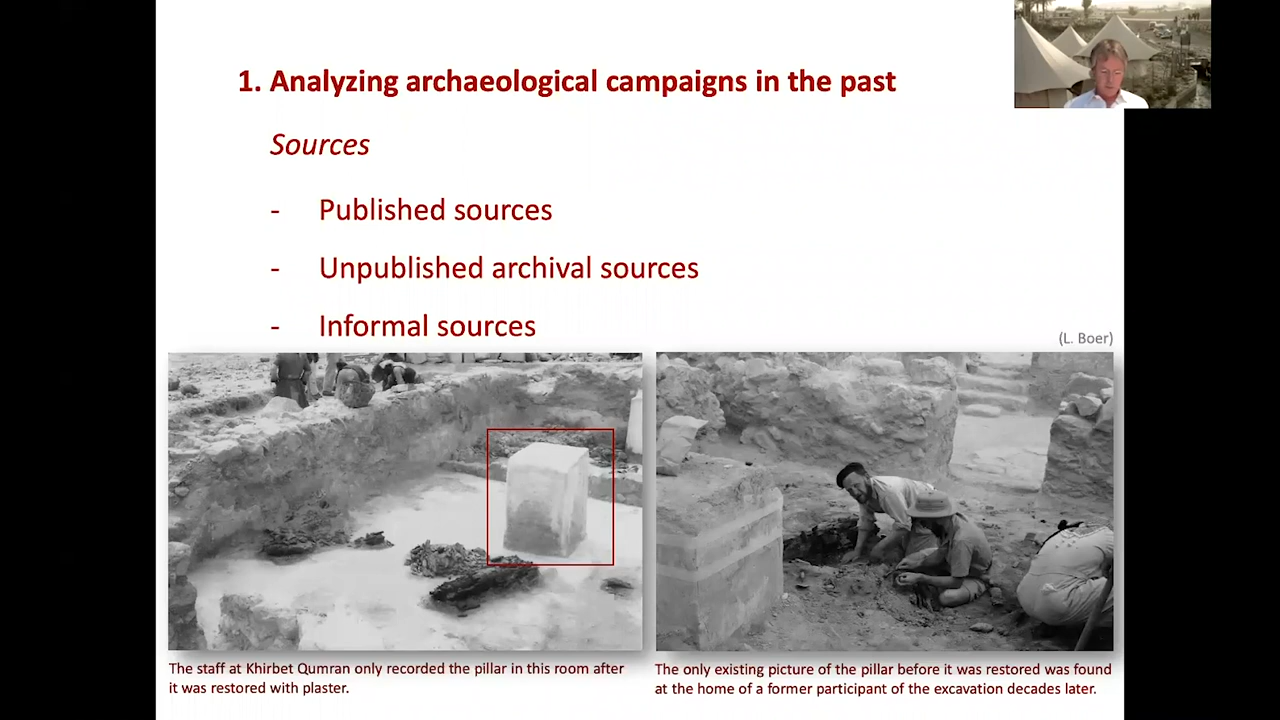 1. Analyzing archaeological campaigns in the past
Sources
- Published sources
- Unpublished archival sources
- Informal sources
(L. Boer)
The staff at Khirbet Qumran only recorded the pillar in this room after
it was restored with plaster.
The only existing picture of the pillar before it was restored was found
at the home of a former participant of the excavation decades later.